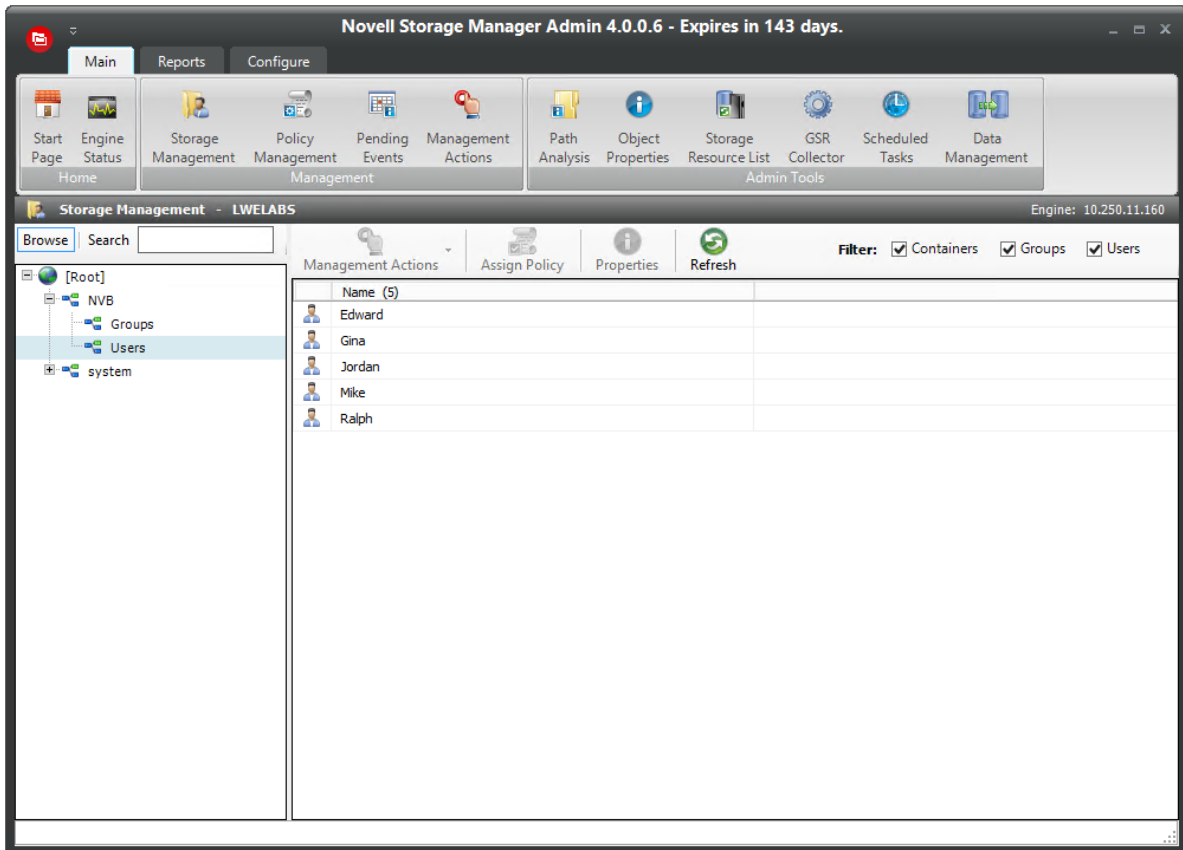 Novell Storage Manager Admin 4.0.0.6 - Expires in 143 days.
Main Reports Configure
Start Page
Engine Status
Storage Management
Policy Management
Pending Events
Management Actions
Path Analysis
Object Properties
Storage Resource List
GSR Collector
Scheduled Tasks
Data Management
Home Management Admin Tools
Storage Management - LWELABS Engine: 10.250.11.160
Browse Search
Management Actions Assign Policy Properties Refresh
Filter: Containers Groups Users
[Root]
NVB
Groups
Users
system
Name (5)
Edward
Gina
Jordan
Mike
Ralph